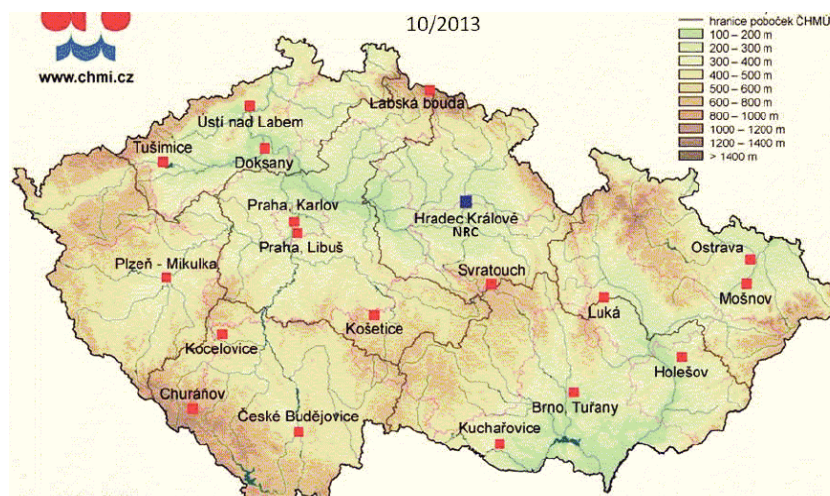 10/2013
www.chmi.cz
hranice poboček ČHMÚ
100 – 200 m
200 – 300 m
300 – 400 m
400 – 500 m
500 – 600 m
600 – 800 m
800 – 1000 m
1000 – 1200 m
1200 – 1400 m
> 1400 m
Labská bouda
Ústí nad Labem
Tušimice
Doksany
Praha, Karlov
Hradec Králové
NRC
Praha, Libuš
Ostrava
Plzeň - Mikulka
Svratouch
Mošnov
Luká
Košetice
Kocelovice
Holešov
Churáňov
Brno, Tuřany
České Budějovice
Kuchařovice